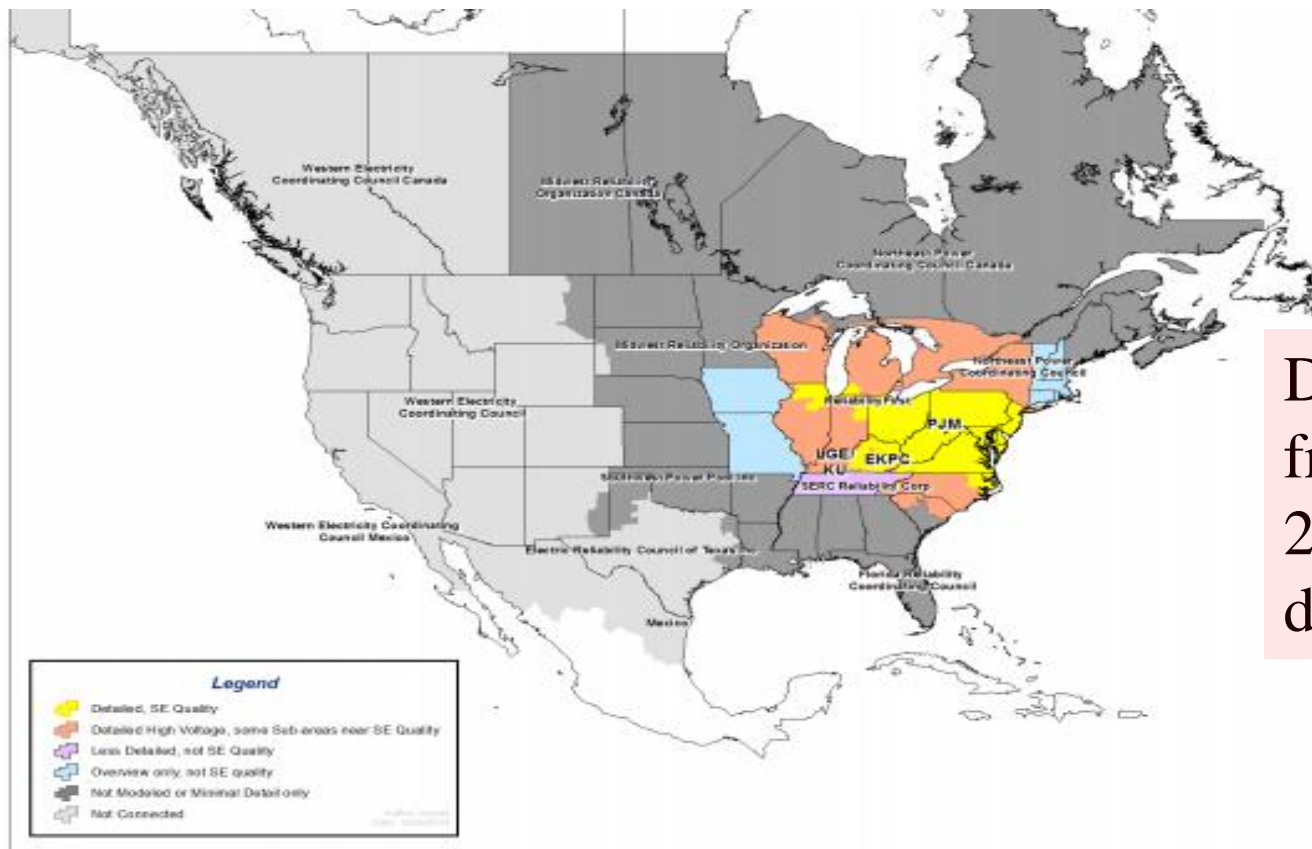 Western Electricity
Coordinating Council Canada
Midwest Reliability
Organization Canada
Northeast Power
Coordinating Council Canada
Midwest Reliability Organization
Northeast Power
Coordinating Council
Western Electricity
Coordinating Council
Reliability First
PJM
EKPC
KU
Southwest Power Pool Inc
SERC Reliability Corp
Western Electricity Coordinating
Council Mexico
Electric Reliability Council of Texas Inc
Florida Reliability
Coordinating Council
Mexico
D
fr
2
d
Legend
Detailed, SE Quality
Detailed High Voltage, some Sub-areas near SE Quality
Less Detailed, not SE Quality
Overview only, not SE quality
Not Modeled or Minimal Detail only
Not Connected